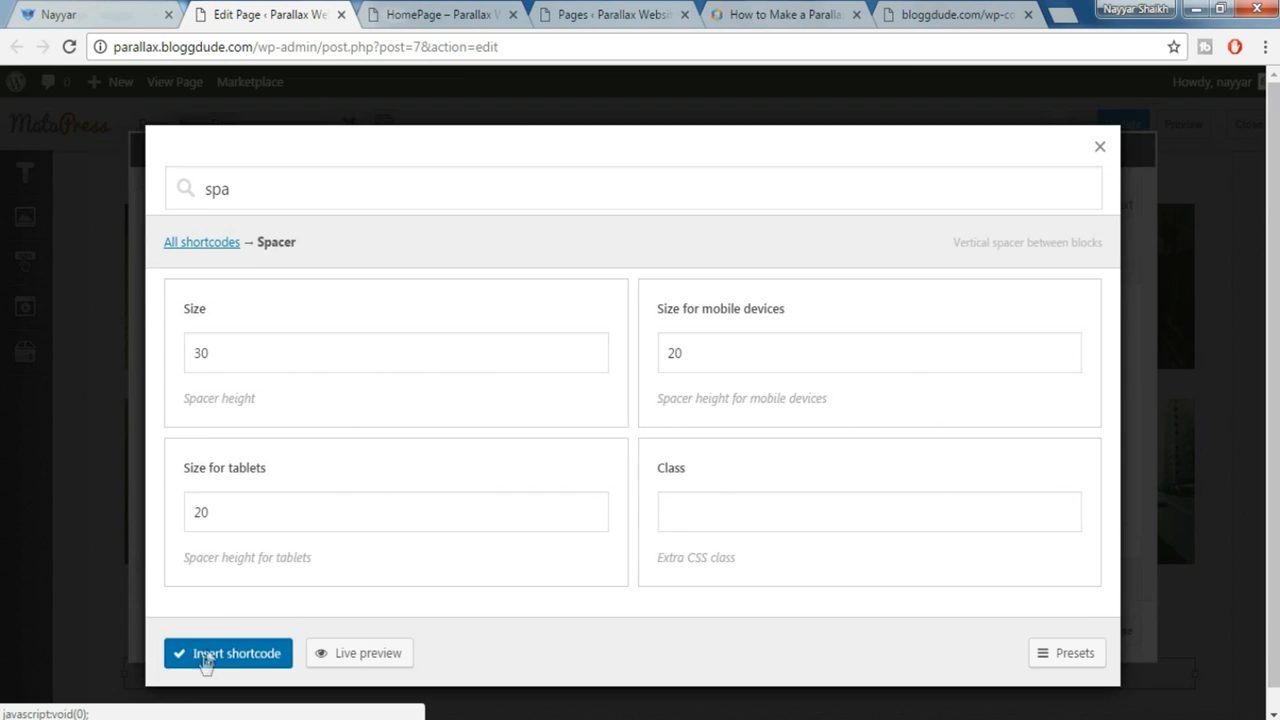 Nayyar
Edit Page ‹ Parallax We
HomePage – Parallax W
Pages ‹ Parallax Websit
How to Make a Paralla
bloggdude.com/wp-co
Nayyar Shaikh
parallax.bloggdude.com/wp-admin/post.php?post=7&action=edit
0
New
View Page
Marketplace
Howdy, nayyar
MotoPress
Preview
Close
spa
All shortcodes → Spacer
Vertical spacer between blocks
Size
Size for mobile devices
30
20
Spacer height
Spacer height for mobile devices
Size for tablets
Class
20
Spacer height for tablets
Extra CSS class
Insert shortcode
Live preview
Presets
javascript:void(0);